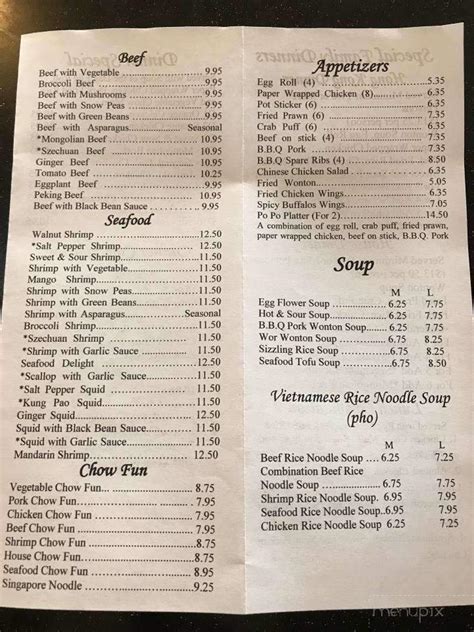 Beef
Beef with Vegetable 9.95
Broccoli Beef 9.95
Beef with Mushrooms 9.95
Beef with Snow Peas 9.95
Beef with Green Beans 9.95
Beef with Asparagus Seasonal
*Mongolian Beef 10.95
*Szechuan Beef 10.95
Ginger Beef 10.95
Tomato Beef 10.25
Eggplant Beef 9.95
Peking Beef 10.95
Beef with Black Bean Sauce 9.95
Seafood
Walnut Shrimp 12.50
*Salt Pepper Shrimp 12.50
Sweet & Sour Shrimp 11.50
Shrimp with Vegetable 11.50
Mango Shrimp 11.50
Shrimp with Snow Peas 11.50
Shrimp with Green Beans 11.50
Shrimp with Asparagus Seasonal
Broccoli Shrimp 11.50
*Szechuan Shrimp 11.50
*Shrimp with Garlic Sauce 11.50
Seafood Delight 12.50
*Scallop with Garlic Sauce 11.50
*Salt Pepper Squid 11.50
*Kung Pao Squid 11.50
Ginger Squid 11.50
Squid with Black Bean Sauce 11.50
*Squid with Garlic Sauce 11.50
Mandarin Shrimp 12.50
Chow Fun
Vegetable Chow Fun... 8.75
Pork Chow Fun 7.95
Chicken Chow Fun 7.95
Beef Chow Fun 7.95
Shrimp Chow Fun 8.75
House Chow Fun 8.75
Seafood Chow Fun 8.95
Singapore Noodle 9.25
Appetizers
Egg Roll (4) 5.35
Paper Wrapped Chicken (8) 6.35
Pot Sticker (6) 6.35
Fried Prawn (6) 7.35
Crab Puff (6) 6.35
Beef on stick (4) 7.35
B.B.Q Pork 7.35
B.B.Q Spare Ribs (4) 8.50
Chinese Chicken Salad 6.35
Fried Wonton 5.05
Fried Chicken Wings 6.35
Spicy Buffalos Wings 7.05
Po Po Platter (For 2) 14.50
A combination of egg roll, crab puff, fried prawn,
paper wrapped chicken, beef on stick, B.B.Q. Pork
Soup
M L
Egg Flower Soup 6.25 7.75
Hot & Sour Soup 6.25 7.75
B.B.Q Pork Wonton Soup 6.25 7.75
Wor Wonton Soup 6.75 8.25
Sizzling Rice Soup 6.75 8.25
Seafood Tofu Soup 6.75 8.50
Vietnamese Rice Noodle Soup
(pho)
M L
Beef Rice Noodle Soup .... 6.25 7.25
Combination Beef Rice
Noodle Soup 6.95 7.95
Shrimp Rice Noodle Soup. 6.95 7.95
Seafood Rice Noodle Soup..6.95 7.95
Chicken Rice Noodle Soup 6.25 7.25
menupix